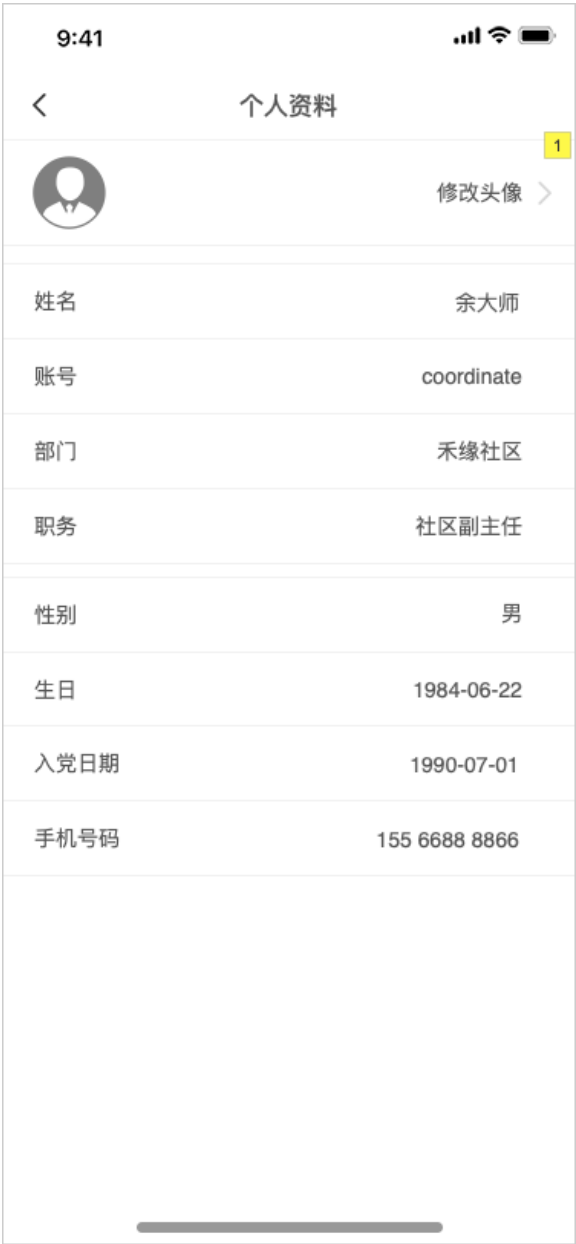 9:41
个人资料
1
修改头像
姓名 余大师
账号 coordinate
部门 禾缘社区
职务 社区副主任
性别 男
生日 1984-06-22
入党日期 1990-07-01
手机号码 155 6688 8866